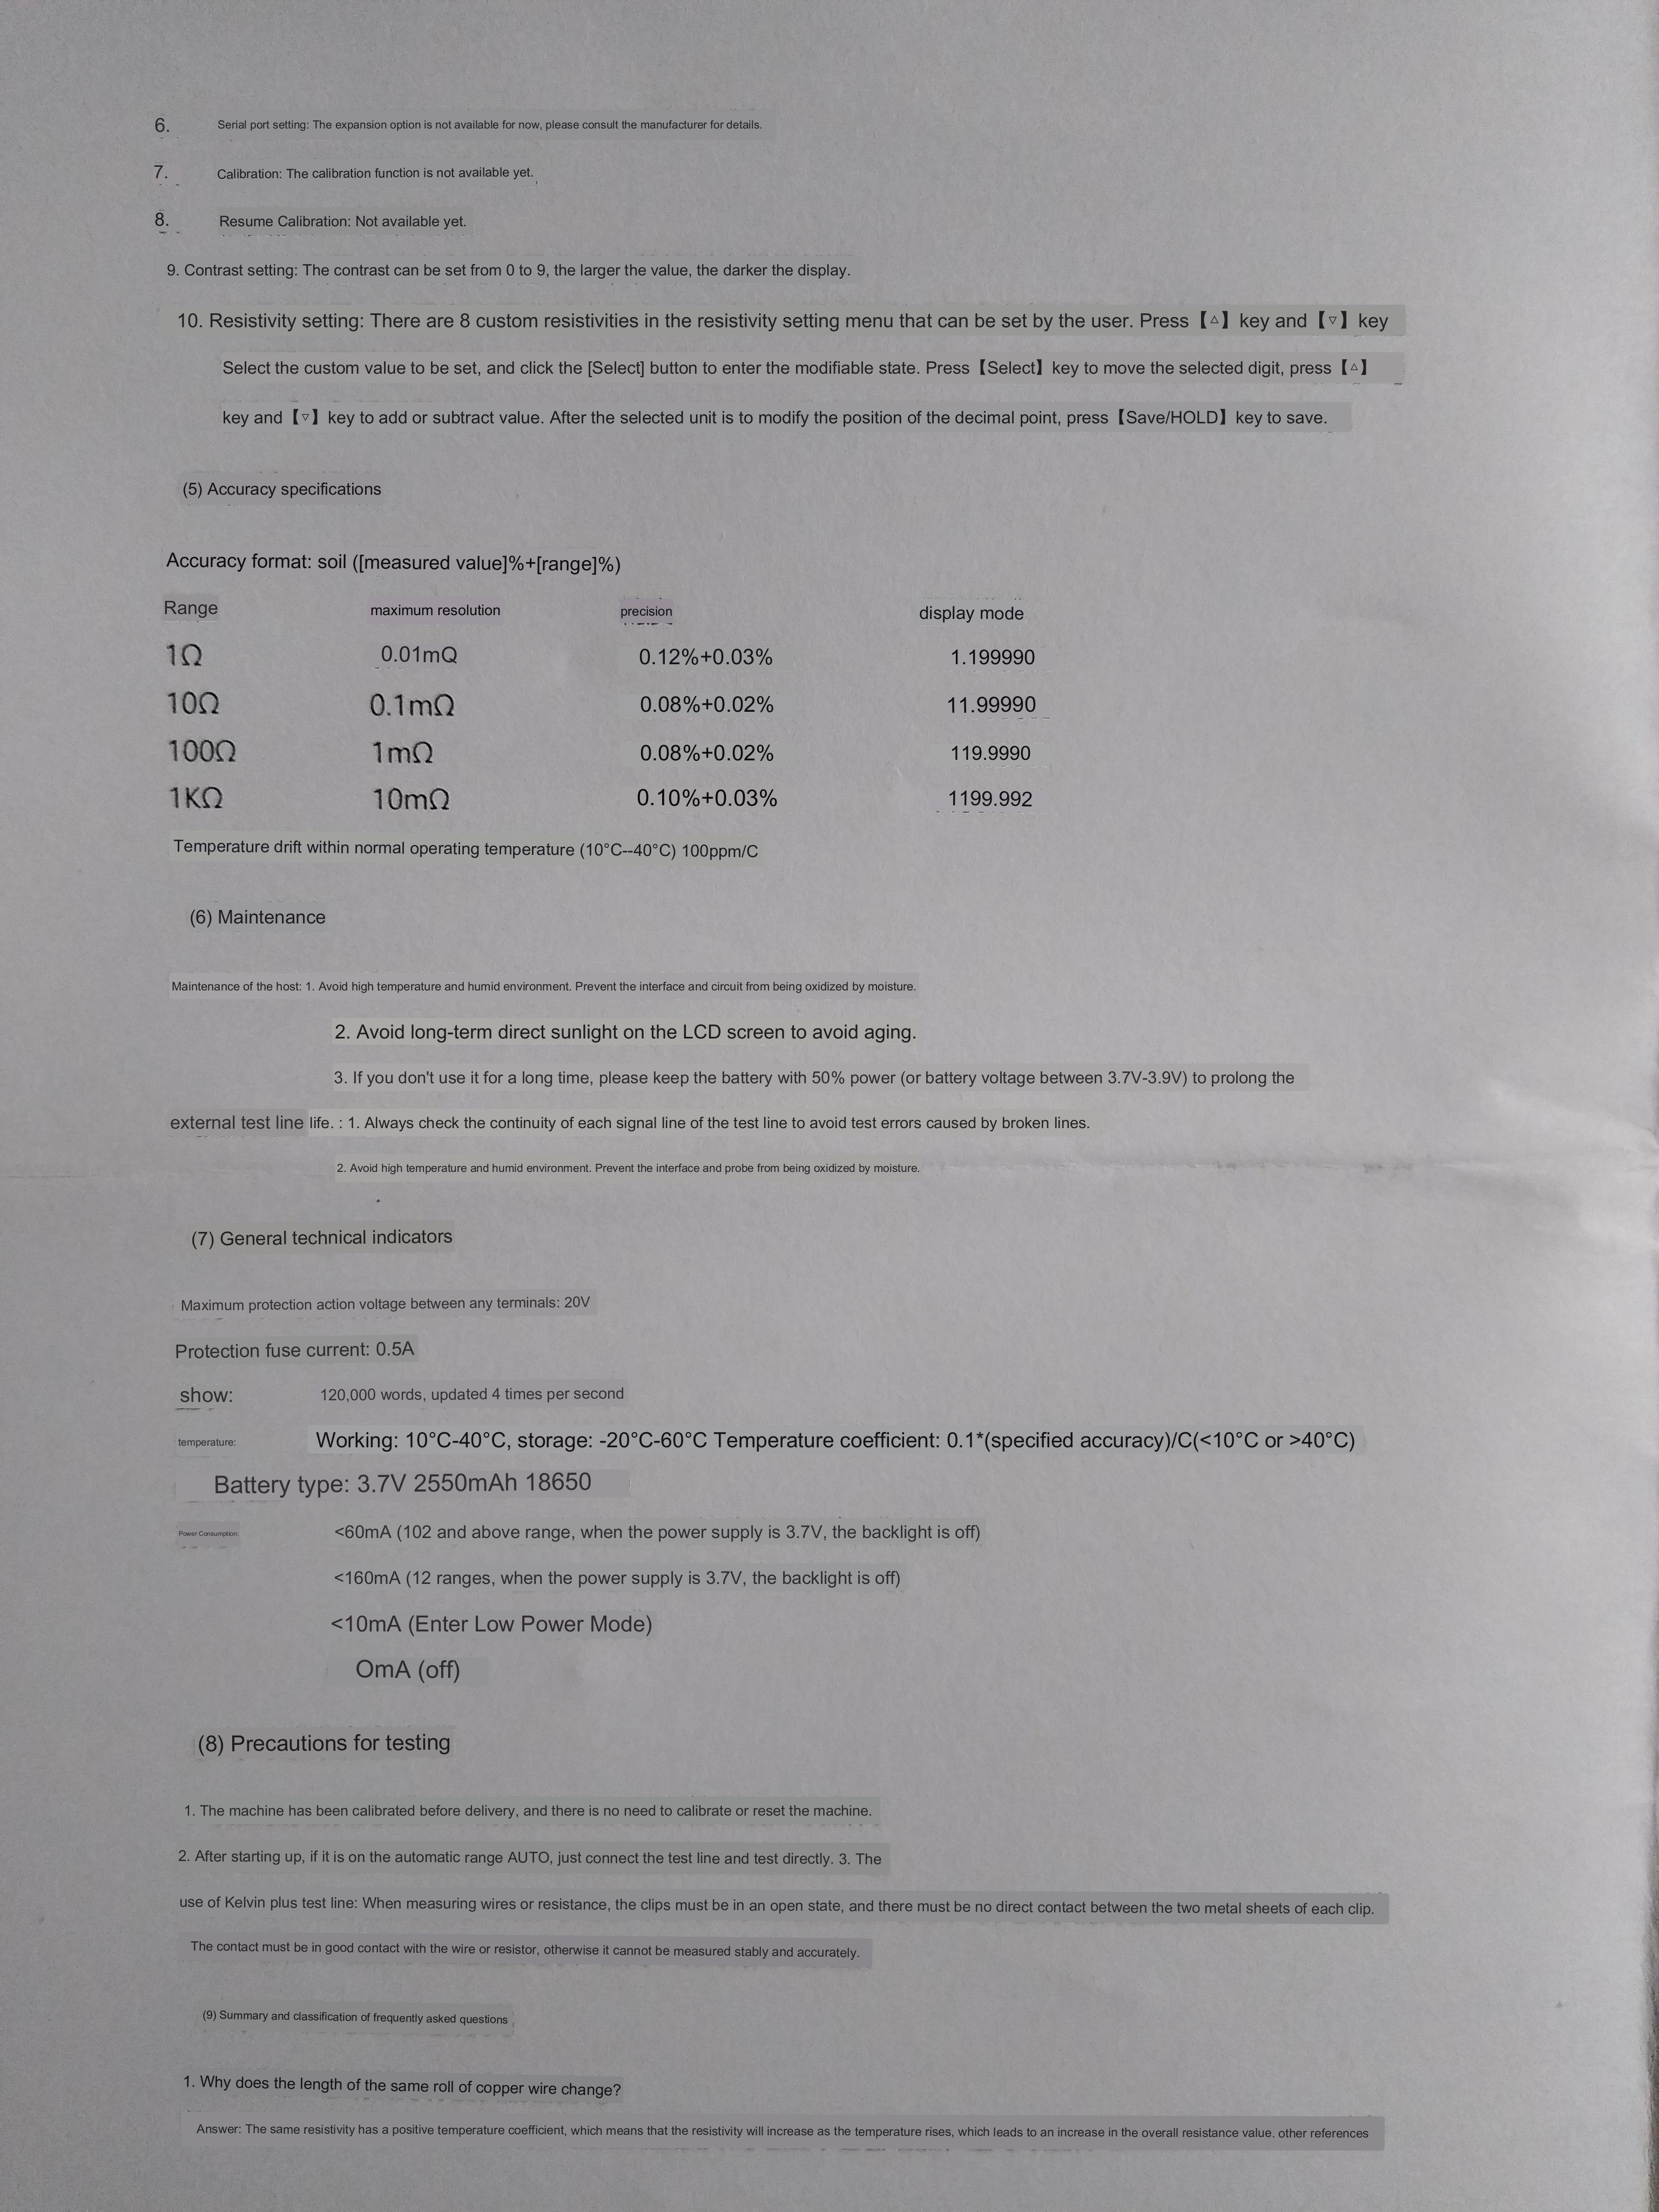 6. Serial port setting: The expansion option is not available for now, please consult the manufacturer for details.
7. Calibration: The calibration function is not available yet.
8. Resume Calibration: Not available yet.
9. Contrast setting: The contrast can be set from 0 to 9, the larger the value, the darker the display.
10. Resistivity setting: There are 8 custom resistivities in the resistivity setting menu that can be set by the user. Press【△】key and【▽】key
Select the custom value to be set, and click the [Select] button to enter the modifiable state. Press【Select】key to move the selected digit, press【△】
key and【▽】key to add or subtract value. After the selected unit is to modify the position of the decimal point, press【Save/HOLD】key to save.
(5) Accuracy specifications
Accuracy format: soil ([measured value]%+[range]%)
Range maximum resolution precision display mode
1Ω 0.01mQ 0.12%+0.03% 1.199990
10Ω 0.1mΩ 0.08%+0.02% 11.99990
100Ω 1mΩ 0.08%+0.02% 119.9990
1KΩ 10mΩ 0.10%+0.03% 1199.992
Temperature drift within normal operating temperature (10°C--40°C) 100ppm/C
(6) Maintenance
Maintenance of the host: 1. Avoid high temperature and humid environment. Prevent the interface and circuit from being oxidized by moisture.
2. Avoid long-term direct sunlight on the LCD screen to avoid aging.
3. If you don't use it for a long time, please keep the battery with 50% power (or battery voltage between 3.7V-3.9V) to prolong the
external test line life. : 1. Always check the continuity of each signal line of the test line to avoid test errors caused by broken lines.
2. Avoid high temperature and humid environment. Prevent the interface and probe from being oxidized by moisture.
(7) General technical indicators
Maximum protection action voltage between any terminals: 20V
Protection fuse current: 0.5A
show: 120,000 words, updated 4 times per second
temperature: Working: 10°C-40°C, storage: -20°C-60°C Temperature coefficient: 0.1*(specified accuracy)/C(<10°C or >40°C)
Battery type: 3.7V 2550mAh 18650
Power Consumption: <60mA (102 and above range, when the power supply is 3.7V, the backlight is off)
<160mA (12 ranges, when the power supply is 3.7V, the backlight is off)
<10mA (Enter Low Power Mode)
OmA (off)
(8) Precautions for testing
1. The machine has been calibrated before delivery, and there is no need to calibrate or reset the machine.
2. After starting up, if it is on the automatic range AUTO, just connect the test line and test directly. 3. The
use of Kelvin plus test line: When measuring wires or resistance, the clips must be in an open state, and there must be no direct contact between the two metal sheets of each clip.
The contact must be in good contact with the wire or resistor, otherwise it cannot be measured stably and accurately.
(9) Summary and classification of frequently asked questions
1. Why does the length of the same roll of copper wire change?
Answer: The same resistivity has a positive temperature coefficient, which means that the resistivity will increase as the temperature rises, which leads to an increase in the overall resistance value. other references